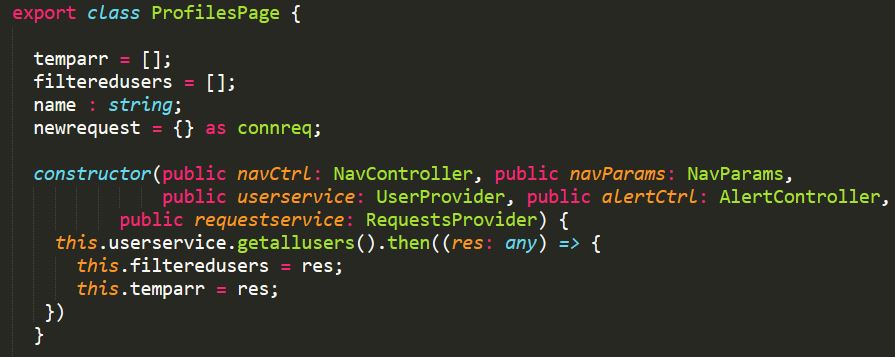 export class ProfilesPage {
temparr = [];
filteredusers = [];
name : string;
newrequest = {} as connreq;
constructor(public navCtrl: NavController, public navParams: NavParams,
public userservice: UserProvider, public alertCtrl: AlertController,
public requestservice: RequestsProvider) {
this.userservice.getallusers().then((res: any) => {
this.filteredusers = res;
this.temparr = res;
})
}